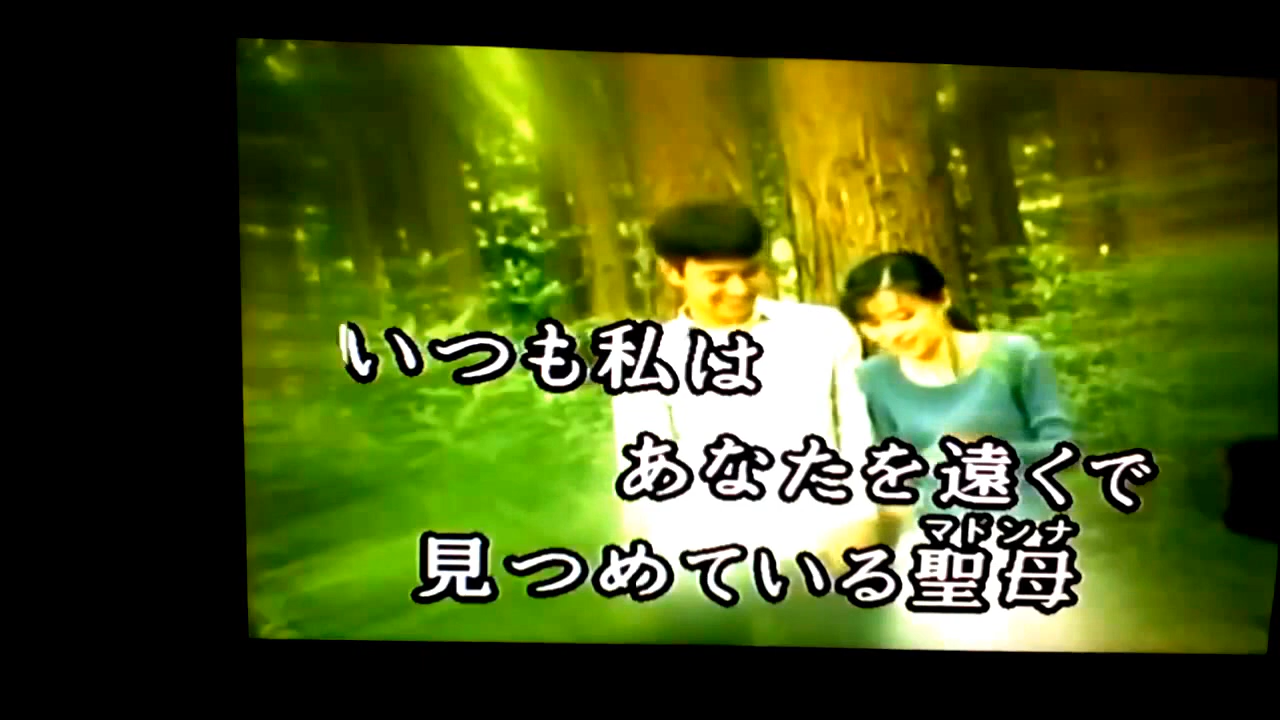 いつも私は
あなたを遠くで
マドンナ
見つめている聖母